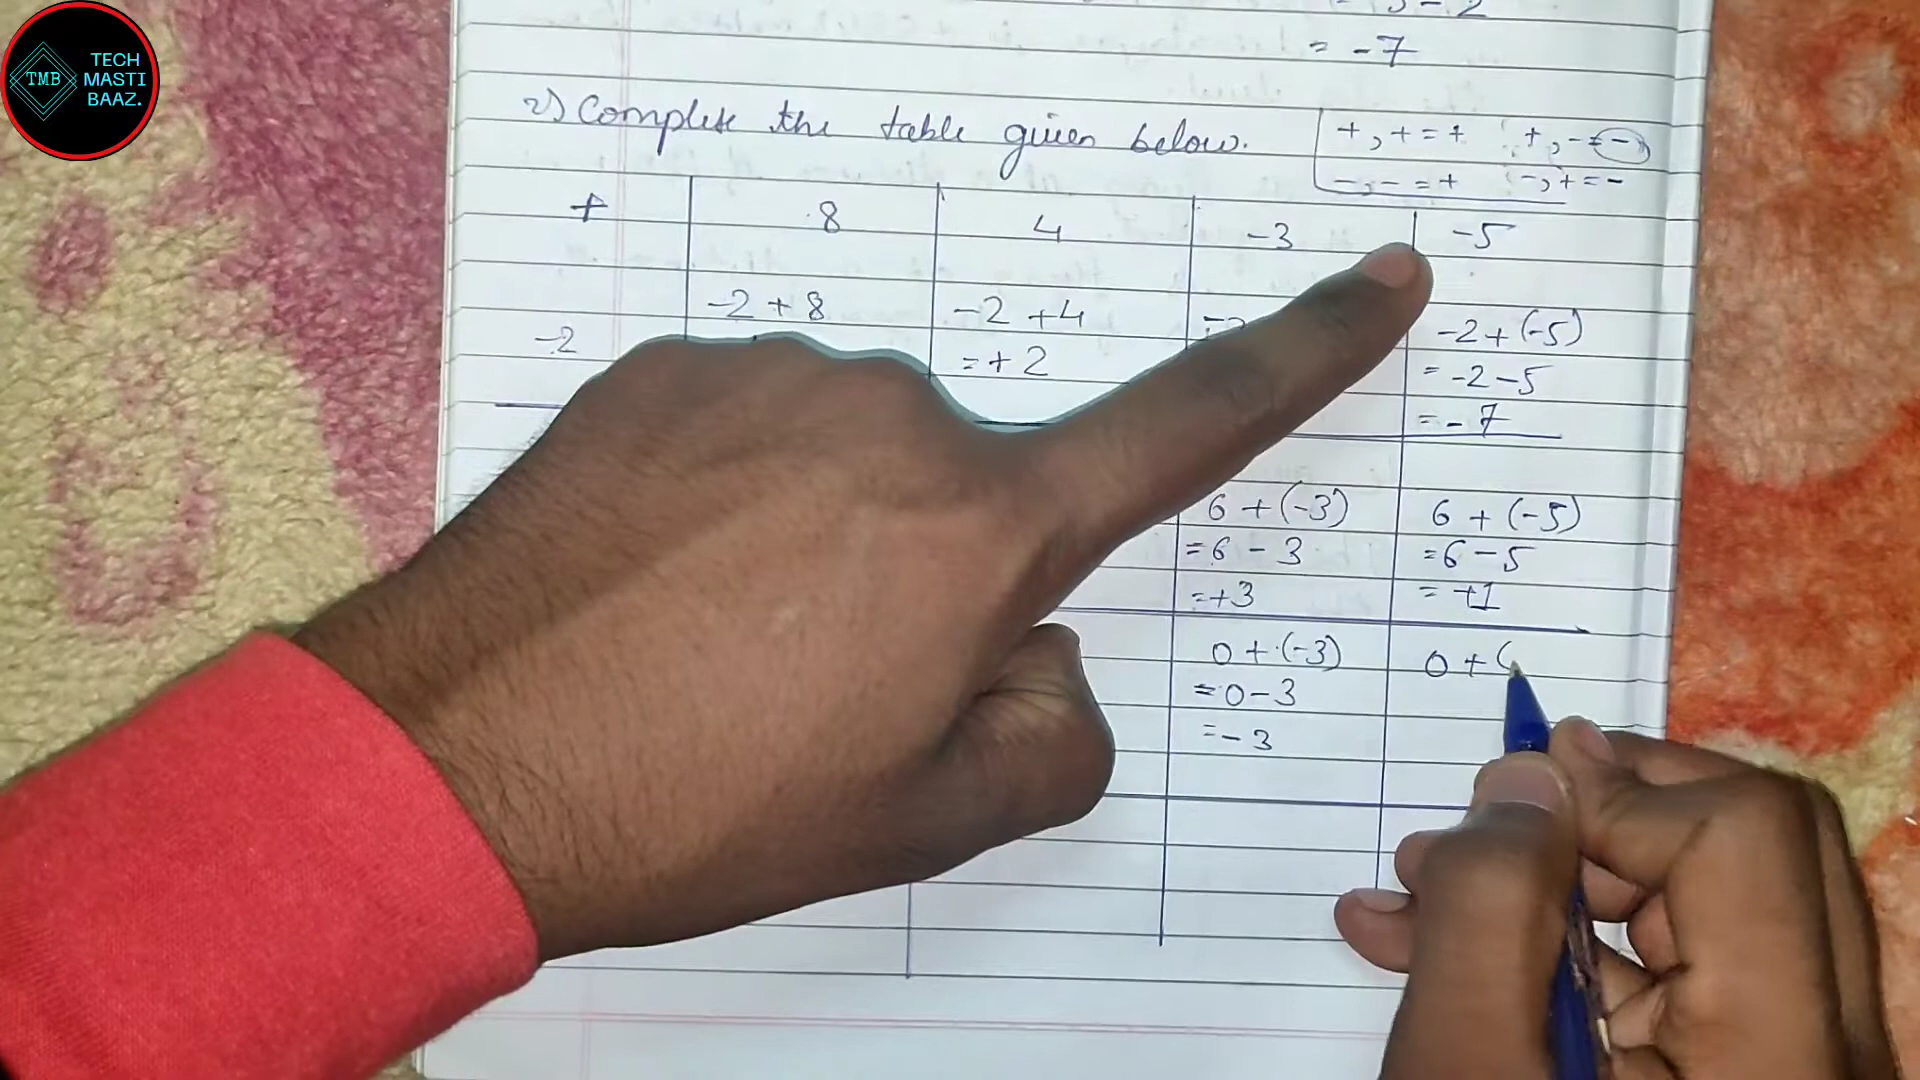 TECH
MASTI
TMB
BAAZ.
= -7
2) Complete the table given below.
+,+=+ +,-=-
-,-=+ -,+=-
+ 8 4 -3 -5
-2 -2+8 -2+4 -2+(-5)
=+2 =-2-5
=-7
6+(-3) 6+(-5)
=6-3 =6-5
=+3 =+1
0+(-3) 0+(
=0-3
=-3